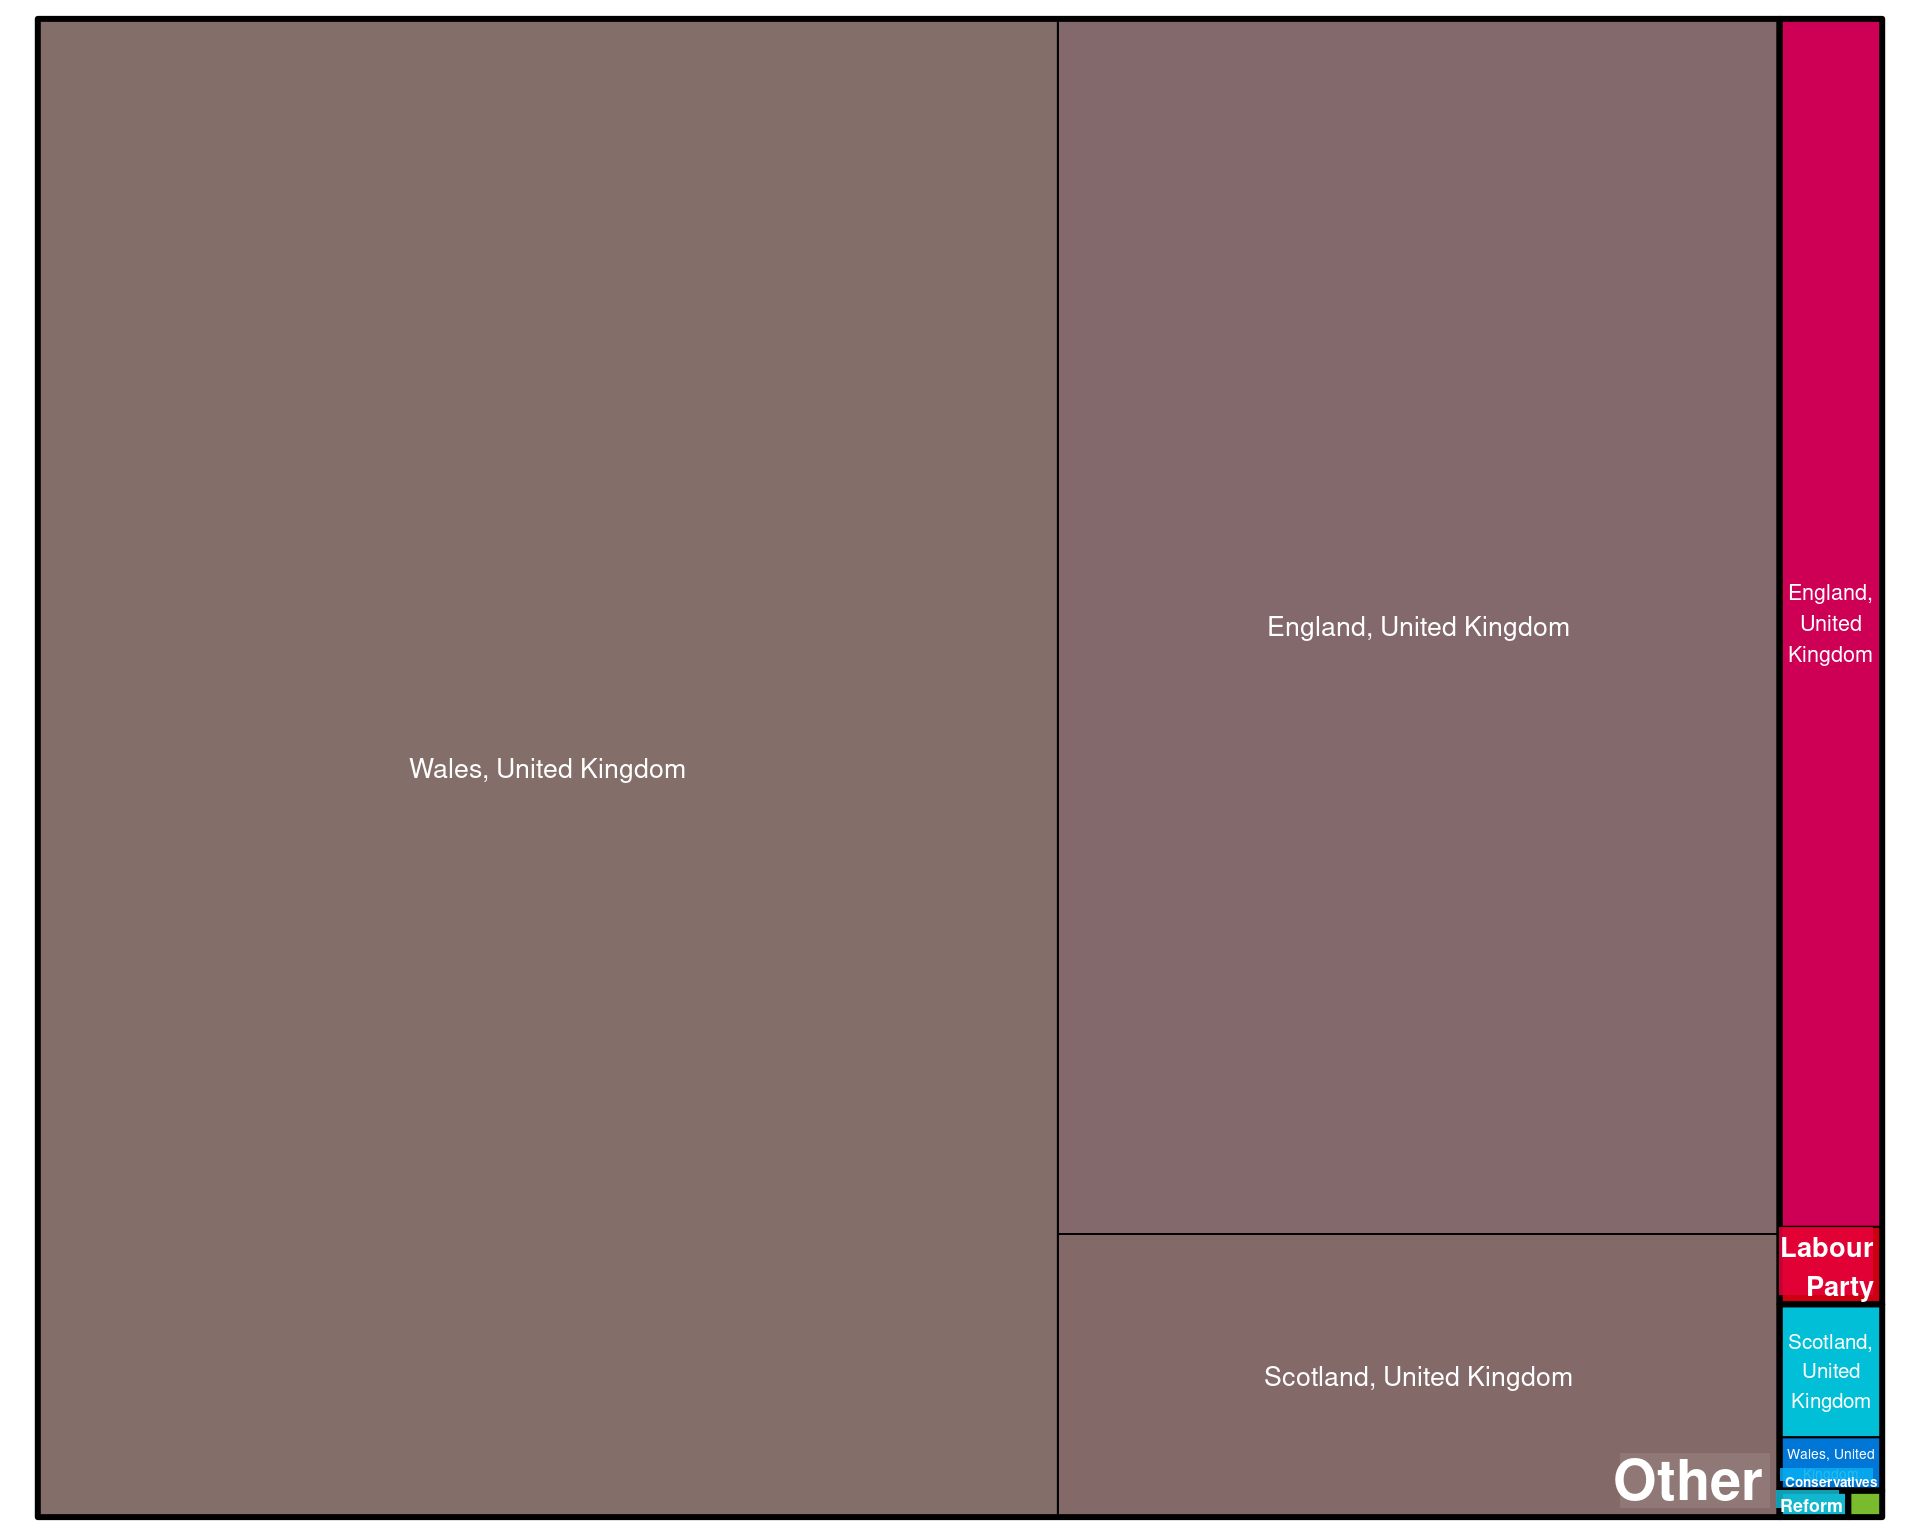 Wales, United Kingdom
England, United Kingdom
Scotland, United Kingdom
Other
England,
United
Kingdom
Labour
Party
Scotland,
United
Kingdom
Wales, United
Kingdom
Conservatives
Reform